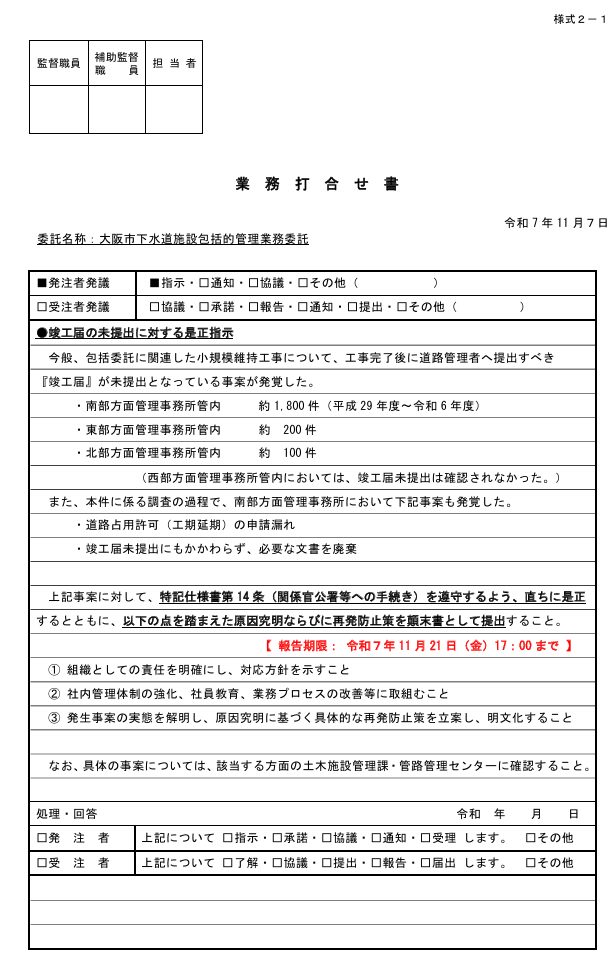 様式２－１
監督職員
補助監督
職　　員
担 当 者
業 務 打 合 せ 書
令和 7 年 11 月 7 日
委託名称：大阪市下水道施設包括的管理業務委託
■発注者発議　■指示・□通知・□協議・□その他（　　　　　　）
□受注者発議　□協議・□承諾・□報告・□通知・□提出・□その他（　　　　　）
●竣工届の未提出に対する是正指示
今般、包括委託に関連した小規模維持工事について、工事完了後に道路管理者へ提出すべき
『竣工届』が未提出となっている事案が発覚した。
・南部方面管理事務所管内　　　約 1,800 件（平成 29 年度～令和 6 年度）
・東部方面管理事務所管内　　　約　200 件
・北部方面管理事務所管内　　　約　100 件
（西部方面管理事務所管内においては、竣工届未提出は確認されなかった。）
また、本件に係る調査の過程で、南部方面管理事務所において下記事案も発覚した。
・道路占用許可（工期延期）の申請漏れ
・竣工届未提出にもかかわらず、必要な文書を廃棄
上記事案に対して、特記仕様書第 14 条（関係官公署等への手続き）を遵守するよう、直ちに是正
するとともに、以下の点を踏まえた原因究明ならびに再発防止策を顛末書として提出すること。
【 報告期限： 令和７年 11 月 21 日（金）17：00 まで 】
① 組織としての責任を明確にし、対応方針を示すこと
② 社内管理体制の強化、社員教育、業務プロセスの改善等に取組むこと
③ 発生事案の実態を解明し、原因究明に基づく具体的な再発防止策を立案し、明文化すること
なお、具体の事案については、該当する方面の土木施設管理課・管路管理センターに確認すること。
処理・回答　　　令和　年　　月　　日
□発　注　者　上記について □指示・□承諾・□協議・□通知・□受理 します。　□その他
□受　注　者　上記について □了解・□協議・□提出・□報告・□届出 します。　□その他